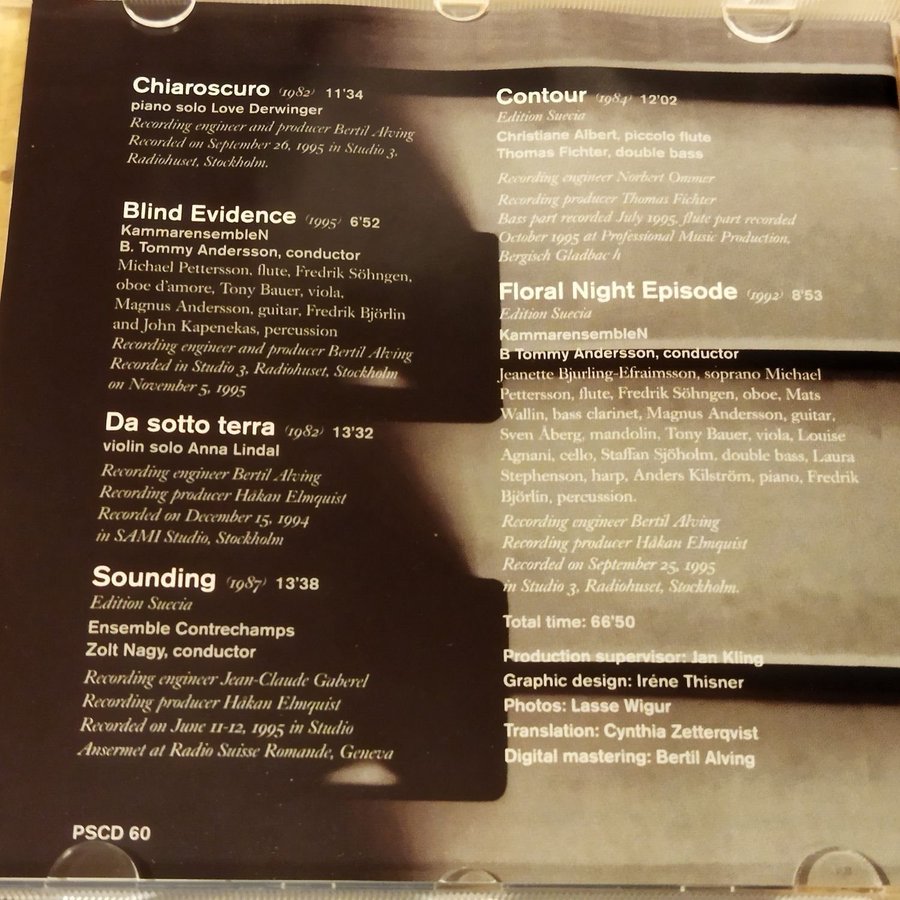 Chiaroscuro (1982) 11'34
piano solo Love Derwinger
Recording engineer and producer Bertil Alving
Recorded on September 26, 1995 in Studio 3,
Radiohuset, Stockholm.
Blind Evidence (1995) 6'52
KammarensembleN
B. Tommy Andersson, conductor
Michael Pettersson, flute, Fredrik Söhngen,
oboe d'amore, Tony Bauer, viola,
Magnus Andersson, guitar, Fredrik Björlin
and John Kapenekas, percussion
Recording engineer and producer Bertil Alving
Recorded in Studio 3, Radiohuset, Stockholm
on November 5, 1995
Da sotto terra (1982) 13'32
violin solo Anna Lindal
Recording engineer Bertil Alving
Recording producer Håkan Elmquist
Recorded on December 15, 1994
in SAMI Studio, Stockholm
Sounding (1987) 13'38
Edition Suecia
Ensemble Contrechamps
Zolt Nagy, conductor
Recording engineer Jean-Claude Gaberel
Recording producer Håkan Elmquist
Recorded on June 11-12, 1995 in Studio
Ansermet at Radio Suisse Romande, Geneva
PSCD 60
Contour (1984) 12'02
Edition Suecia
Christiane Albert, piccolo flute
Thomas Fichter, double bass
Recording engineer Norbert Ommer
Recording producer Thomas Fichter
Bass part recorded July 1995, flute part recorded
October 1995 at Professional Music Production,
Bergisch Gladbac h
Floral Night Episode (1992) 8'53
Edition Suecia
KammarensembleN
B Tommy Andersson, conductor
Jeanette Bjurling-Efraimsson, soprano Michael
Pettersson, flute, Fredrik Söhngen, oboe, Mats
Wallin, bass clarinet, Magnus Andersson, guitar,
Sven Åberg, mandolin, Tony Bauer, viola, Louise
Agnani, cello, Staffan Sjöholm, double bass, Laura
Stephenson, harp, Anders Kilström, piano, Fredrik
Björlin, percussion.
Recording engineer Bertil Alving
Recording producer Håkan Elmquist
Recorded on September 25, 1995
in Studio 3, Radiohuset, Stockholm.
Total time: 66'50
Production supervisor: Jan Kling
Graphic design: Iréne Thisner
Photos: Lasse Wigur
Translation: Cynthia Zetterqvist
Digital mastering: Bertil Alving